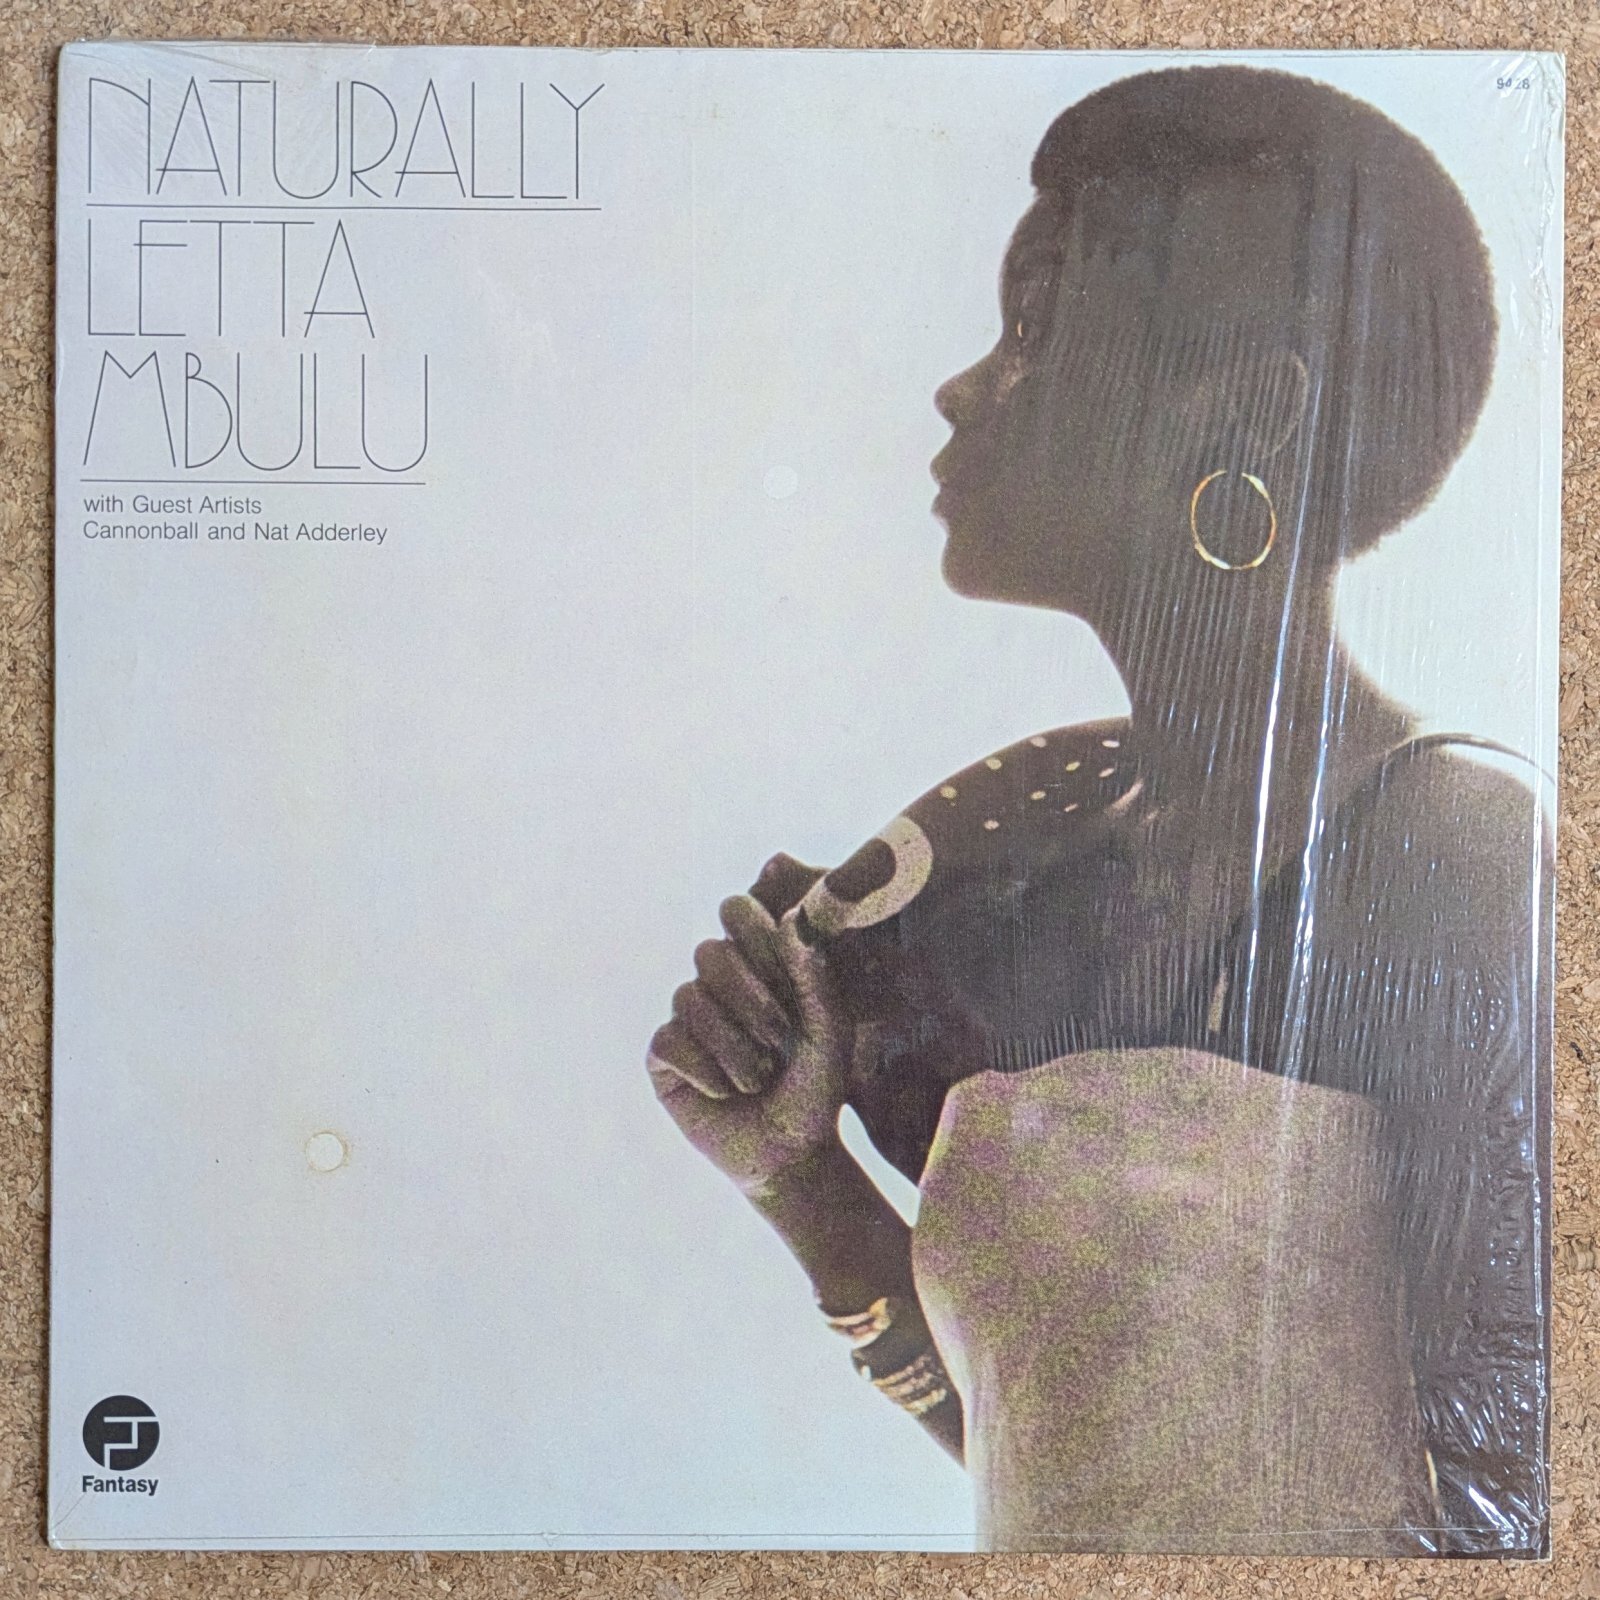 NATURALLY
LETTA
MBULU
with Guest Artists
Cannonball and Nat Adderley
9428
Fantasy